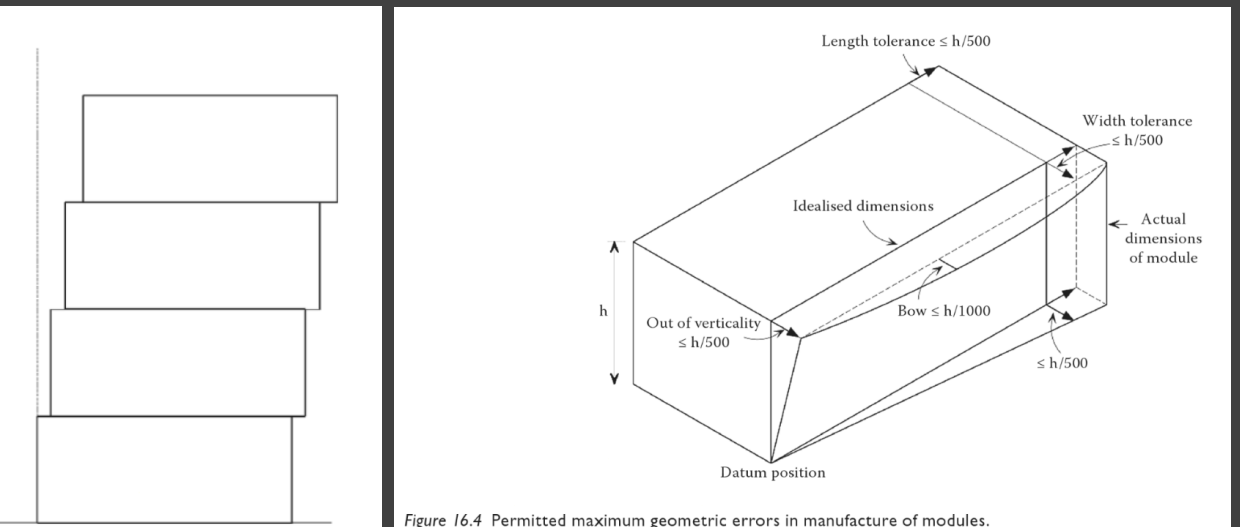 Length tolerance ≤ h/500
Width tolerance
≤ h/500
Idealised dimensions
Actual
dimensions
of module
h
Out of verticality
≤ h/500
Bow ≤ h/1000
≤ h/500
Datum position
Figure 16.4 Permitted maximum geometric errors in manufacture of modules.